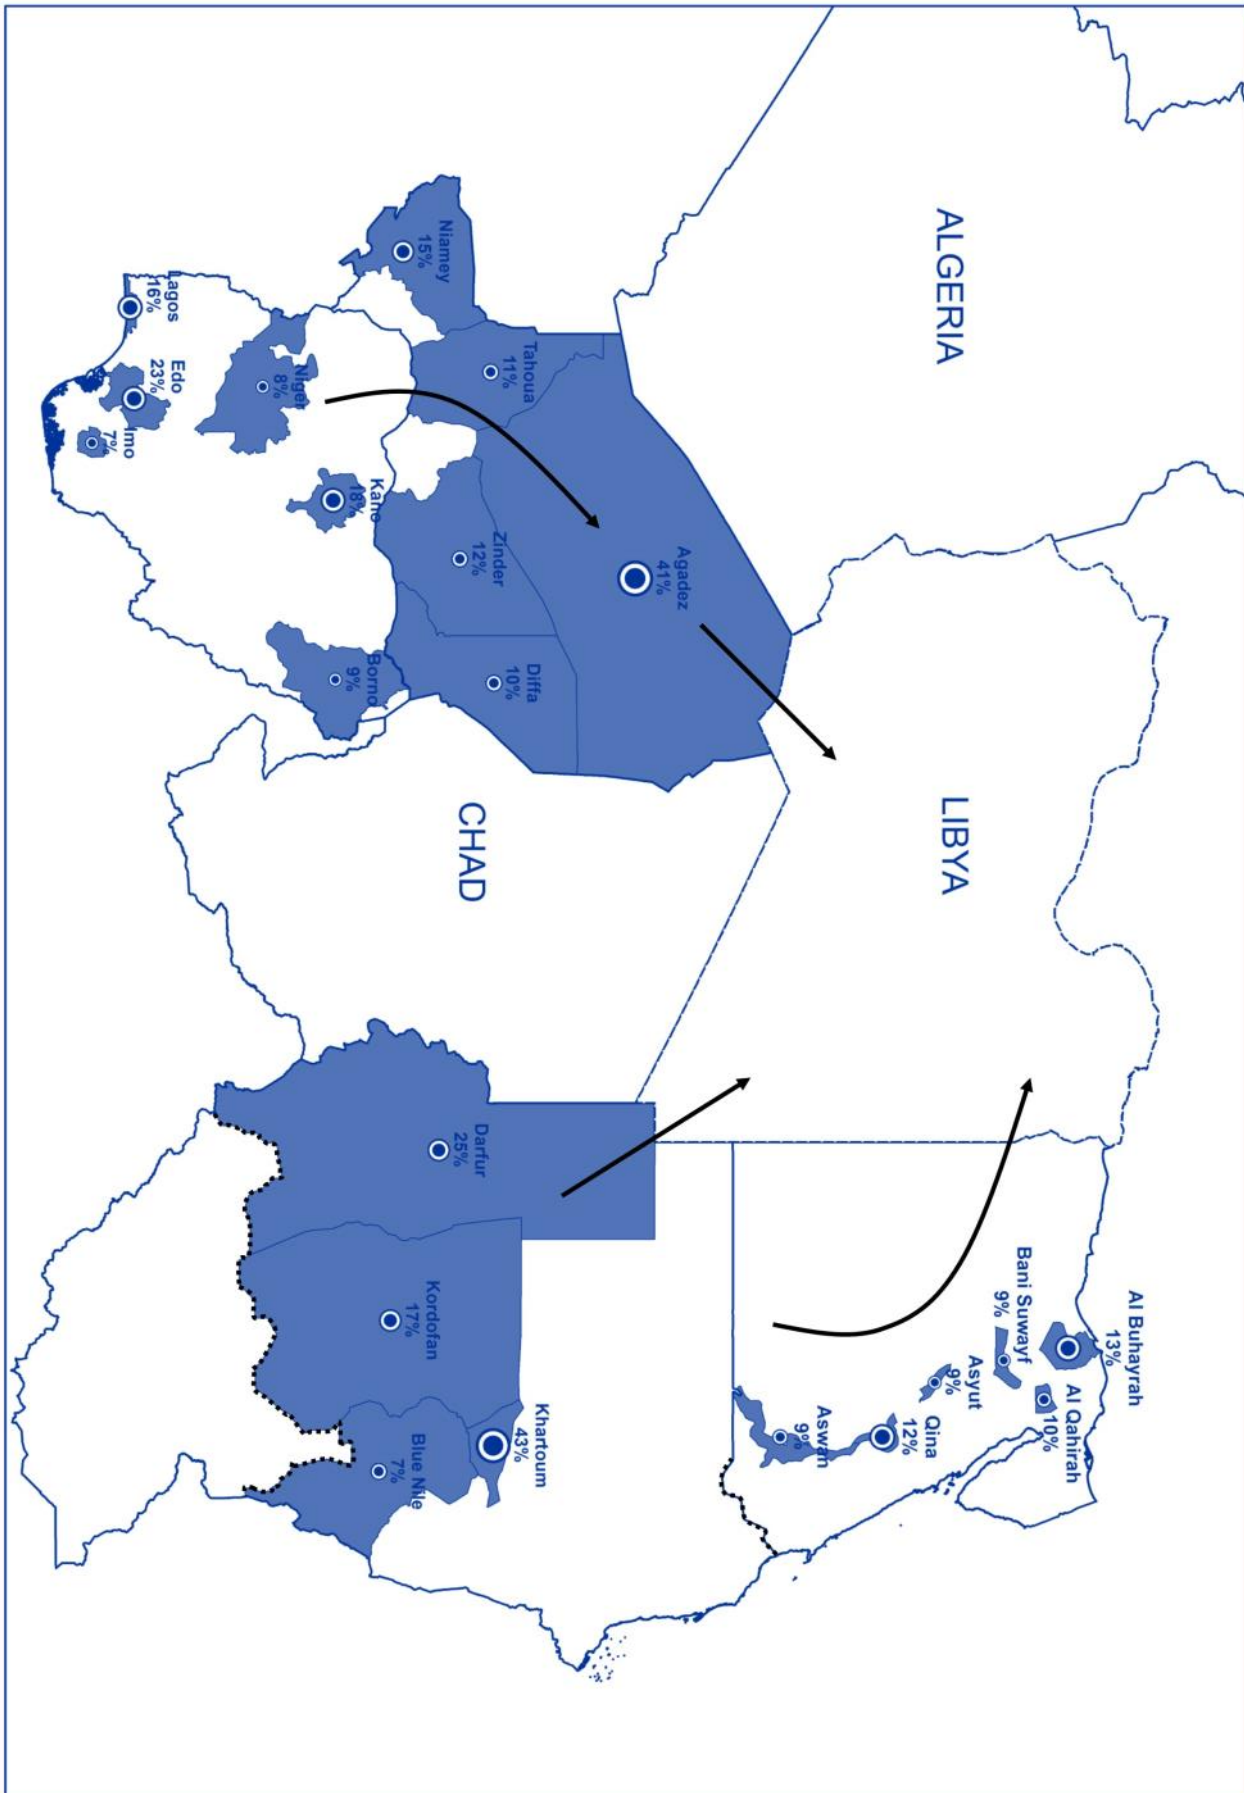 ALGERIA
LIBYA
CHAD
Al Buhayrah
13%
Al Qahirah
10%
Bani Suwayf
9%
Asyut
9%
Qina
12%
Aswan
9%
Agadez
41%
Niamey
15%
Tahoua
11%
Zinder
12%
Diffa
10%
Kano
18%
Borno
9%
Niger
8%
Lagos
16%
Edo
23%
Imo
7%
Darfur
25%
Kordofan
17%
Khartoum
43%
Blue Nile
7%